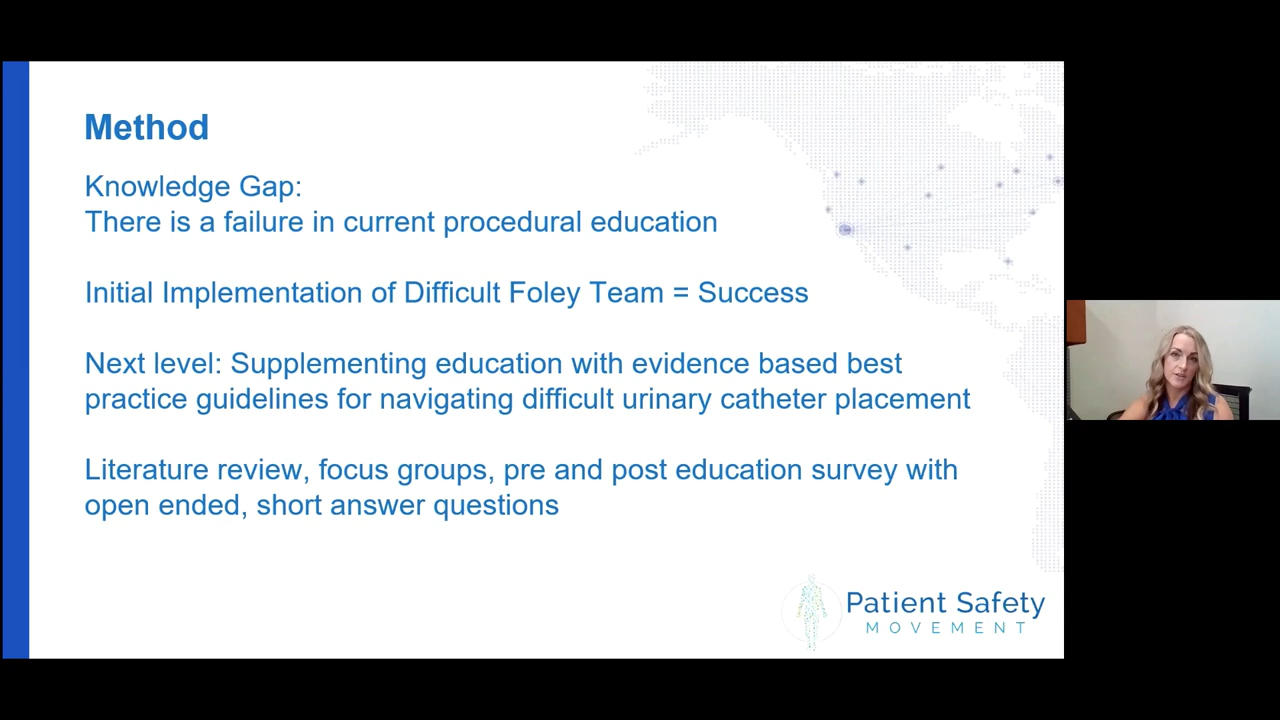 Method
Knowledge Gap:
There is a failure in current procedural education
Initial Implementation of Difficult Foley Team = Success
Next level: Supplementing education with evidence based best
practice guidelines for navigating difficult urinary catheter placement
Literature review, focus groups, pre and post education survey with
open ended, short answer questions
Patient Safety
MOVEMENT